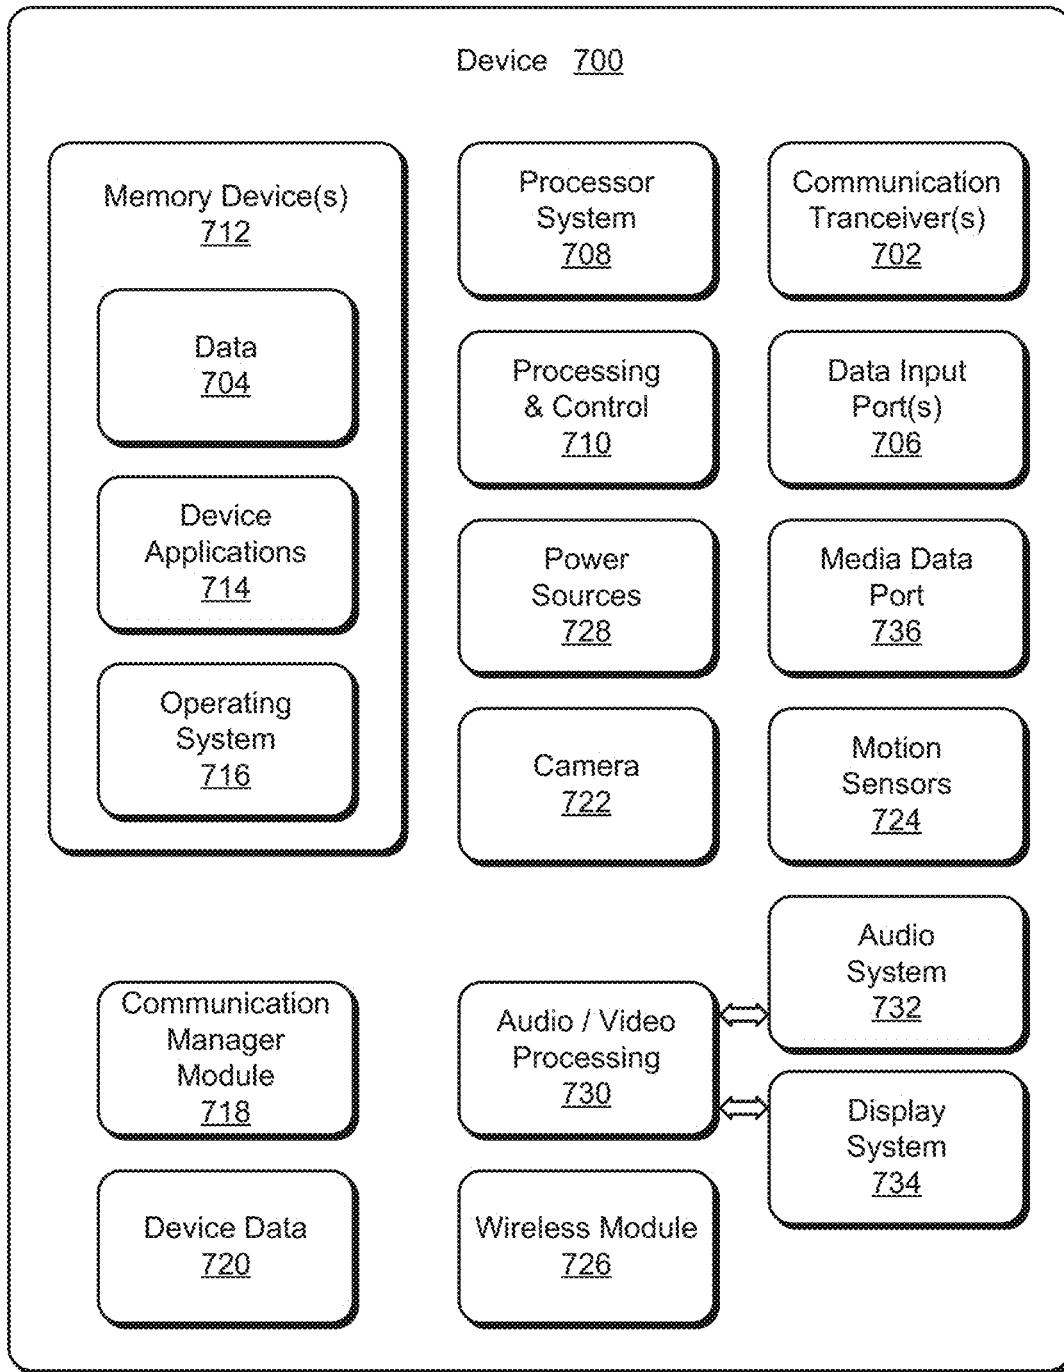 Device 700
Memory Device(s)
712
Data
704
Device
Applications
714
Operating
System
716
Processor
System
708
Communication
Tranceiver(s)
702
Processing
& Control
710
Data Input
Port(s)
706
Power
Sources
728
Media Data
Port
736
Camera
722
Motion
Sensors
724
Communication
Manager
Module
718
Audio / Video
Processing
730
Audio
System
732
Display
System
734
Device Data
720
Wireless Module
726